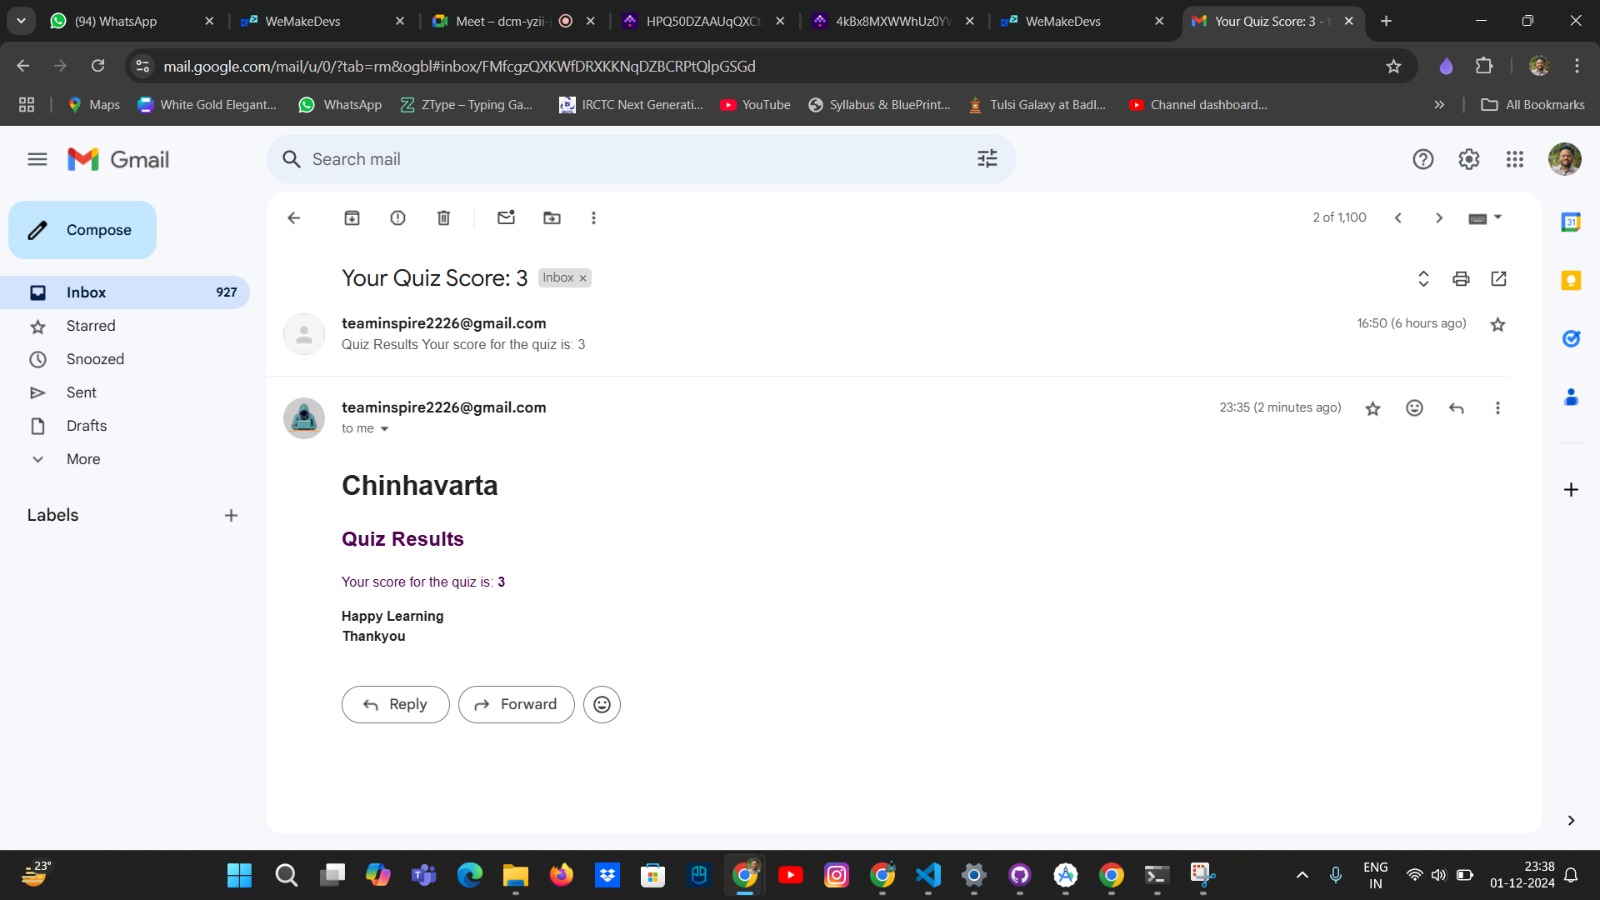 (94) WhatsApp
WeMakeDevs
Meet – dcm-yzii-
HPQ50DZAAUqQXCt
4kBx8MXWWhUz0YV
WeMakeDevs
Your Quiz Score: 3 -
mail.google.com/mail/u/0/?tab=rm&ogbl#inbox/FMfcgzQXKWfDRXKKNqDZBCRPtQlpGSGd
Maps
White Gold Elegant...
WhatsApp
ZType – Typing Ga...
IRCTC Next Generati...
YouTube
Syllabus & BluePrint...
Tulsi Galaxy at Badl...
Channel dashboard...
All Bookmarks
Gmail
Search mail
Compose
Inbox 927
Starred
Snoozed
Sent
Drafts
More
Labels
2 of 1,100
Your Quiz Score: 3 Inbox ×
teaminspire2226@gmail.com 16:50 (6 hours ago)
Quiz Results Your score for the quiz is: 3
teaminspire2226@gmail.com 23:35 (2 minutes ago)
to me
Chinhavarta
Quiz Results
Your score for the quiz is: 3
Happy Learning
Thankyou
Reply
Forward
31
23°
ENG
IN
23:38
01-12-2024